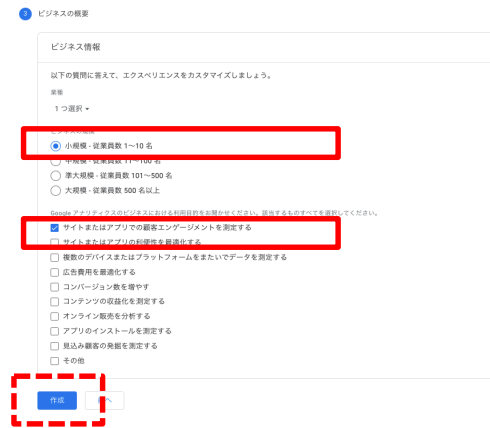 3 ビジネスの概要
ビジネス情報
以下の質問に答えて、エクスペリエンスをカスタマイズしましょう。
業種
1 つ選択
ビジネスの規模
小規模 - 従業員数 1～10 名
中規模 - 従業員数 11～100 名
準大規模 - 従業員数 101～500 名
大規模 - 従業員数 500 名以上
Google アナリティクスのビジネスにおける利用目的をお聞かせください。該当するものすべてを選択してください。
サイトまたはアプリでの顧客エンゲージメントを測定する
サイトまたはアプリの利便性を最適化する
複数のデバイスまたはプラットフォームをまたいでデータを測定する
広告費用を最適化する
コンバージョン数を増やす
コンテンツの収益化を測定する
オンライン販売を分析する
アプリのインストールを測定する
見込み顧客の発掘を測定する
その他
作成
へ